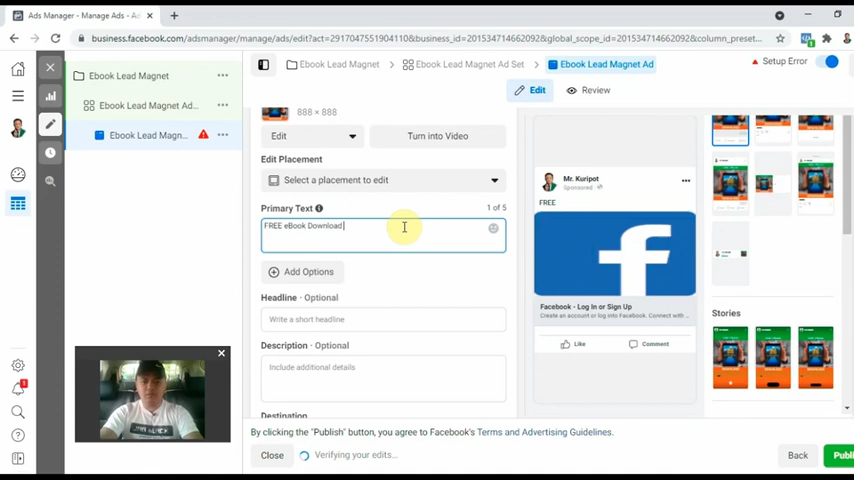 Ads Manager - Manage Ads - Ad
business.facebook.com/adsmanager/manage/ads/edit?act=2917047551904110&business_id=201534714662092&global_scope_id=201534714662092&column_preset...
Ebook Lead Magnet
Ebook Lead Magnet Ad...
Ebook Lead Magn...
Ebook Lead Magnet
Ebook Lead Magnet Ad Set
Ebook Lead Magnet Ad
Setup Error
Edit
Review
888 × 888
Edit
Turn into Video
Edit Placement
Select a placement to edit
Primary Text
1 of 5
FREE eBook Download
Add Options
Headline · Optional
Write a short headline
Description · Optional
Include additional details
Destination
Mr. Kuripot
Sponsored
FREE
Facebook - Log In or Sign Up
Create an account or log into Facebook. Connect with ...
Like
Comment
Stories
By clicking the "Publish" button, you agree to Facebook's Terms and Advertising Guidelines.
Close
Verifying your edits...
Back
Publi
1